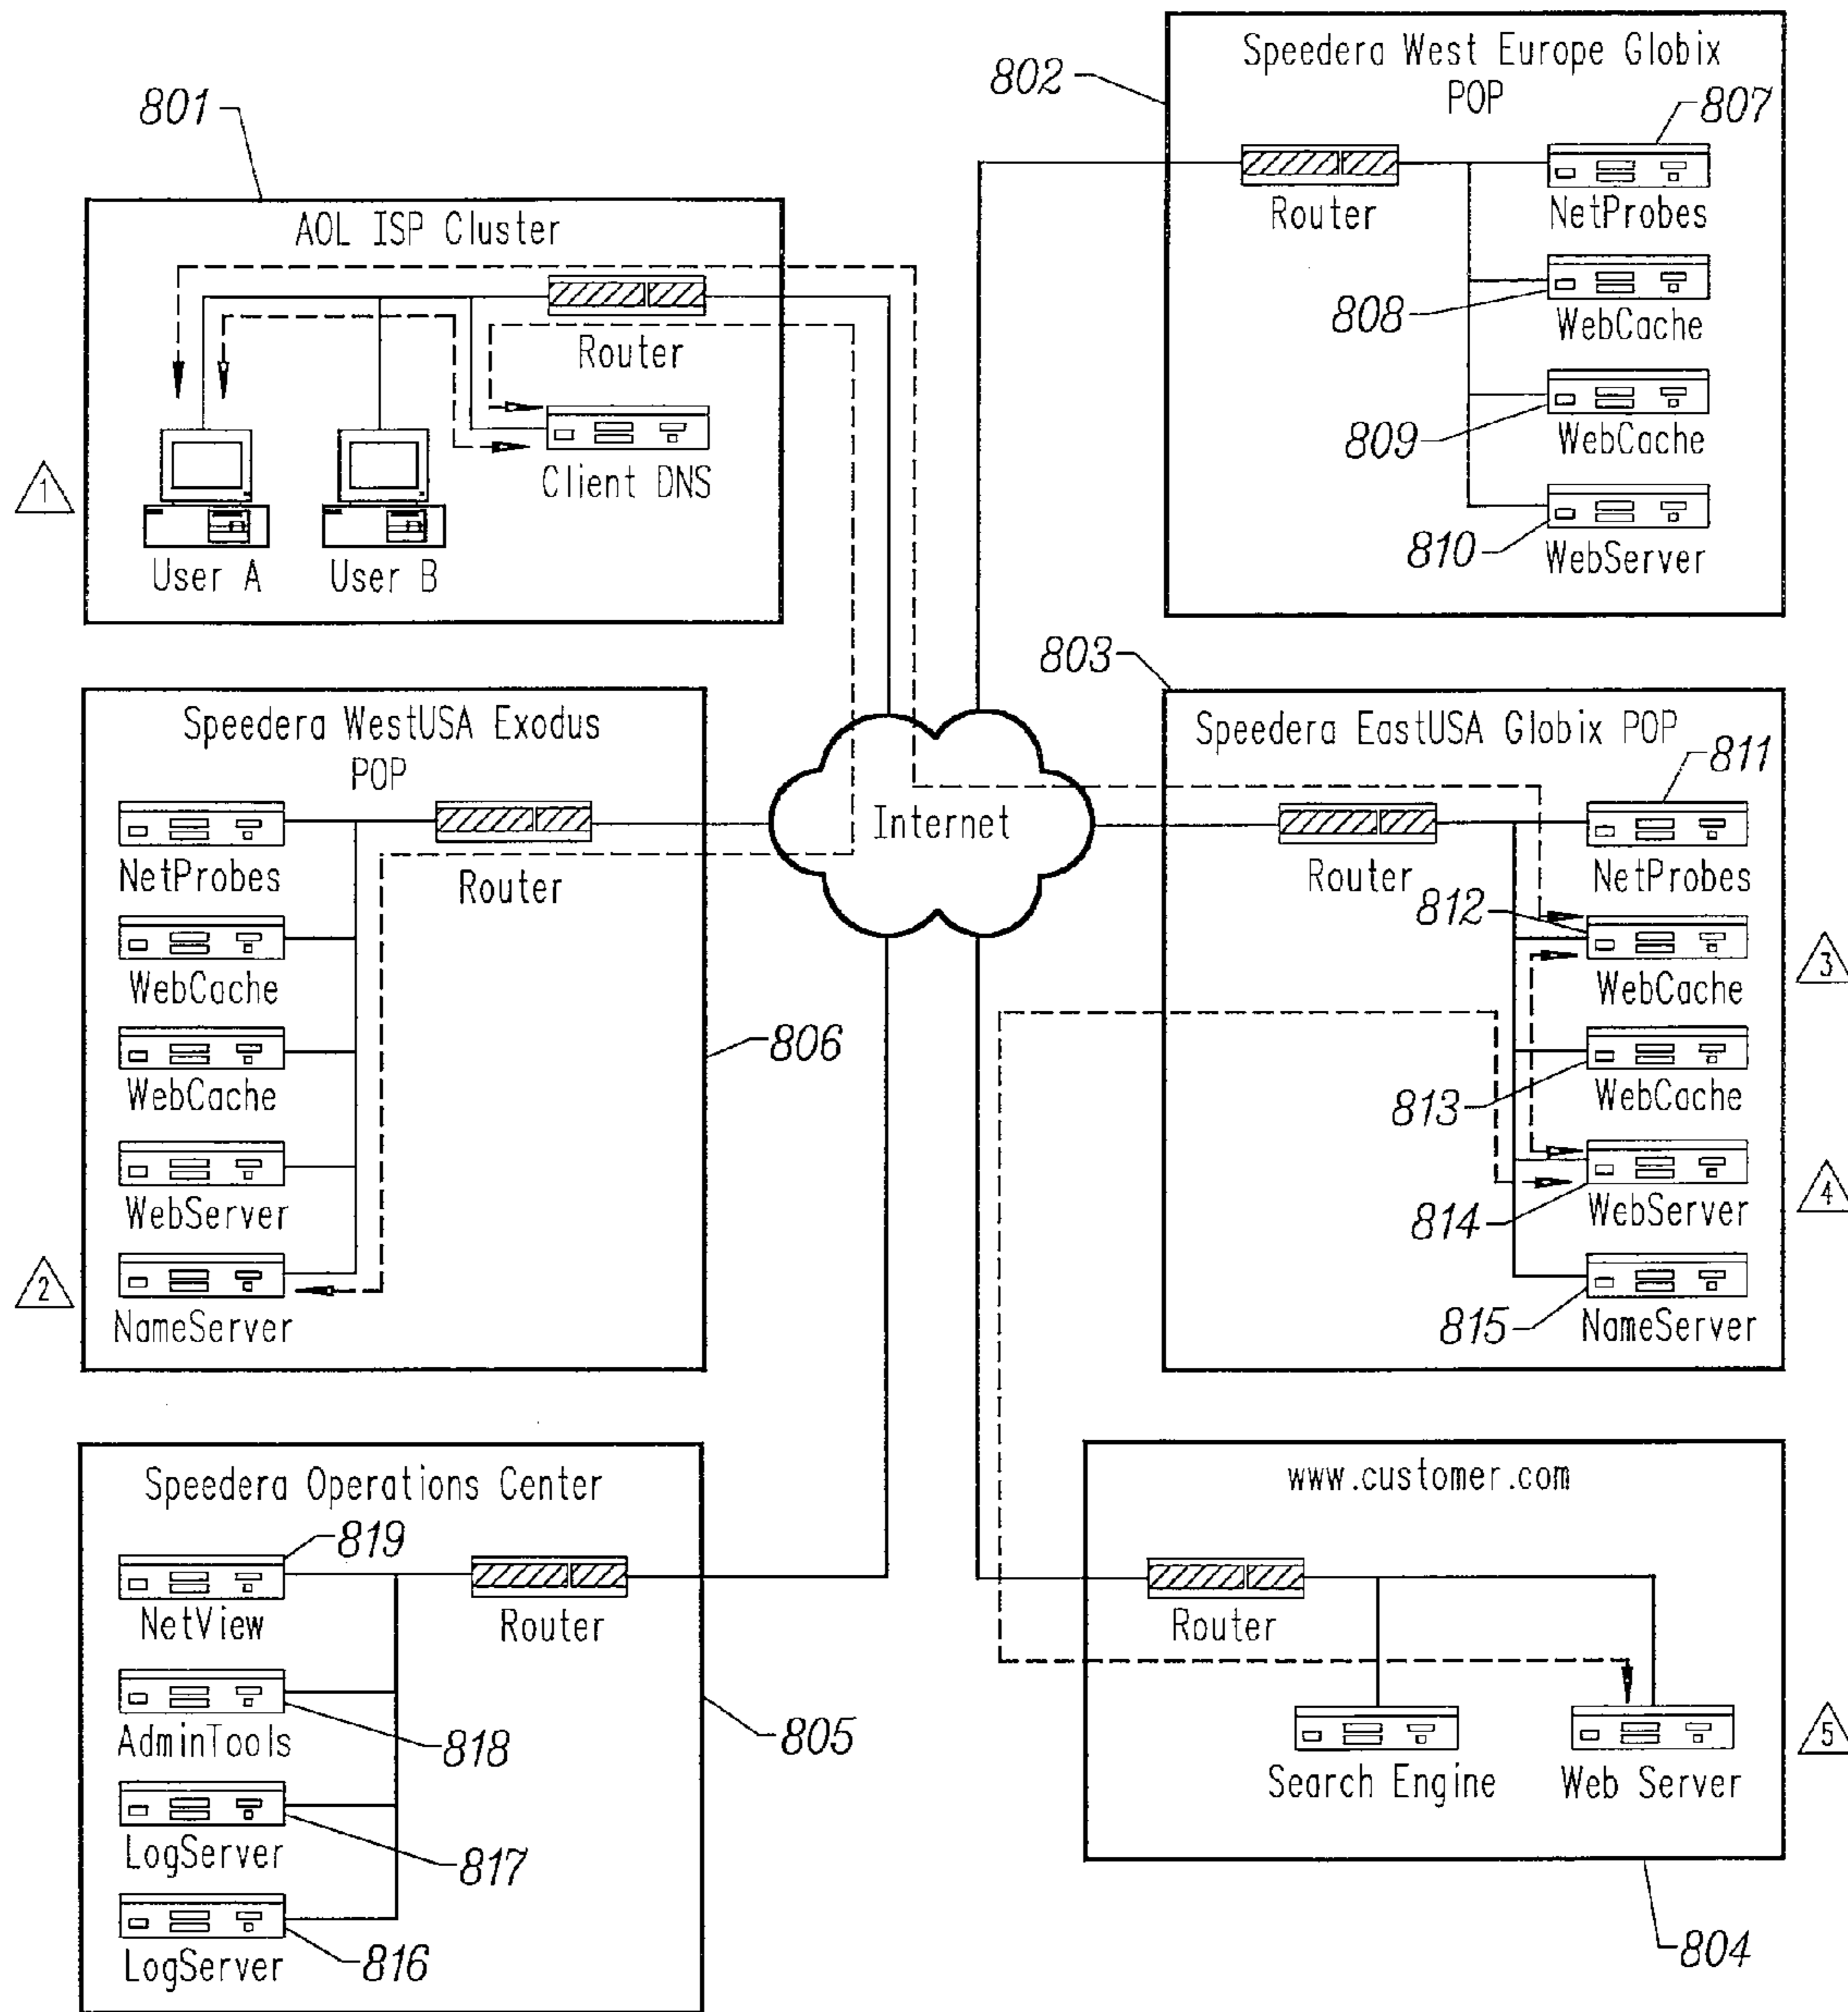 801
AOL ISP Cluster
Router
Client DNS
1
User A
User B
802
Speedera West Europe Globix
POP
807
Router
NetProbes
808
WebCache
809
WebCache
810
WebServer
Speedera WestUSA Exodus
POP
NetProbes
Router
WebCache
WebCache
806
WebServer
2
NameServer
Internet
803
Speedera EastUSA Globix POP
811
Router
NetProbes
812
3
WebCache
813
WebCache
4
814
WebServer
815
NameServer
Speedera Operations Center
819
NetView
Router
AdminTools
818
805
LogServer
817
LogServer
816
www.customer.com
Router
5
Search Engine
Web Server
804